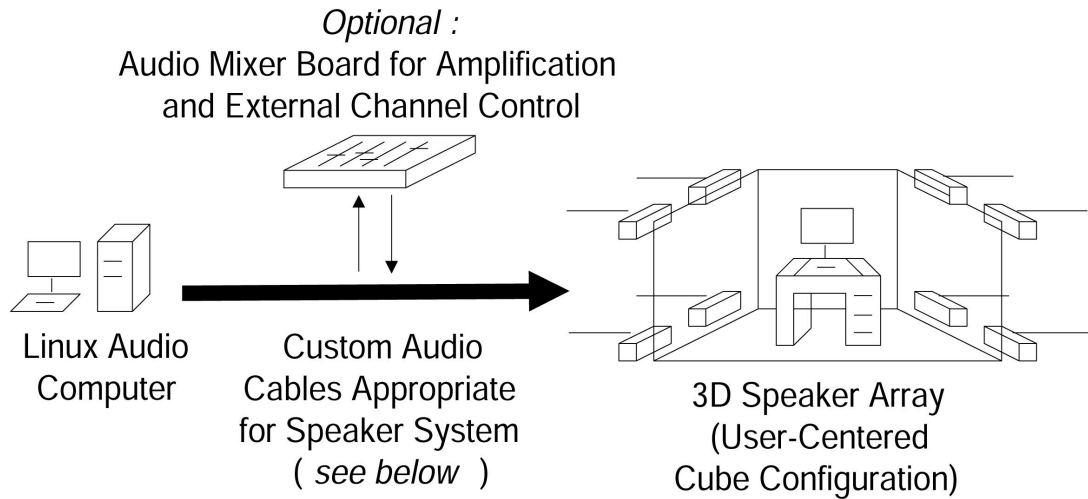 Optional :
Audio Mixer Board for Amplification
and External Channel Control
Linux Audio
Computer
Custom Audio
Cables Appropriate
for Speaker System
( see below )
3D Speaker Array
(User-Centered
Cube Configuration)